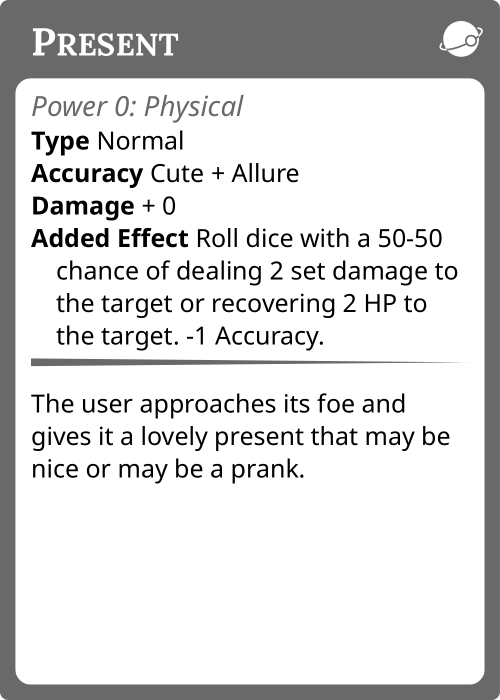 PRESENT
Power 0: Physical
Type Normal
Accuracy Cute + Allure
Damage + 0
Added Effect Roll dice with a 50-50
chance of dealing 2 set damage to
the target or recovering 2 HP to
the target. -1 Accuracy.
The user approaches its foe and
gives it a lovely present that may be
nice or may be a prank.